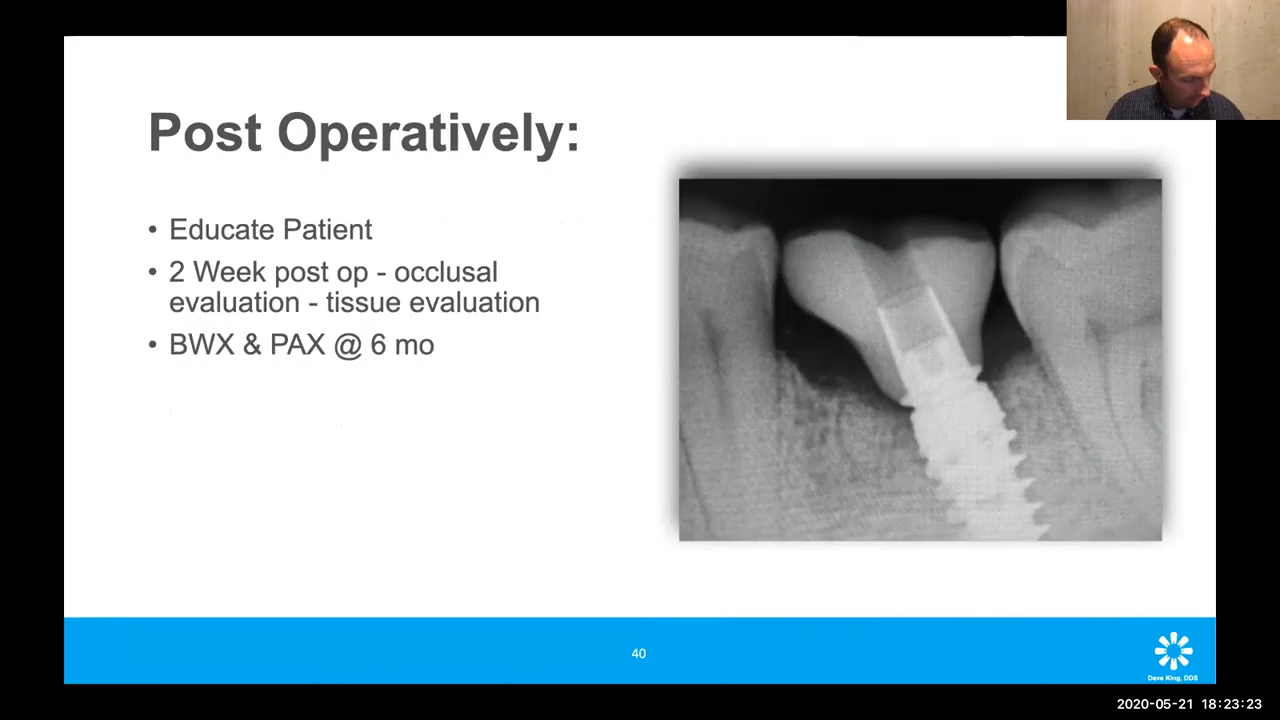 Post Operatively:
• Educate Patient
• 2 Week post op - occlusal
evaluation - tissue evaluation
• BWX & PAX @ 6 mo
40
Dave King, DDS
2020-05-21 18:23:23